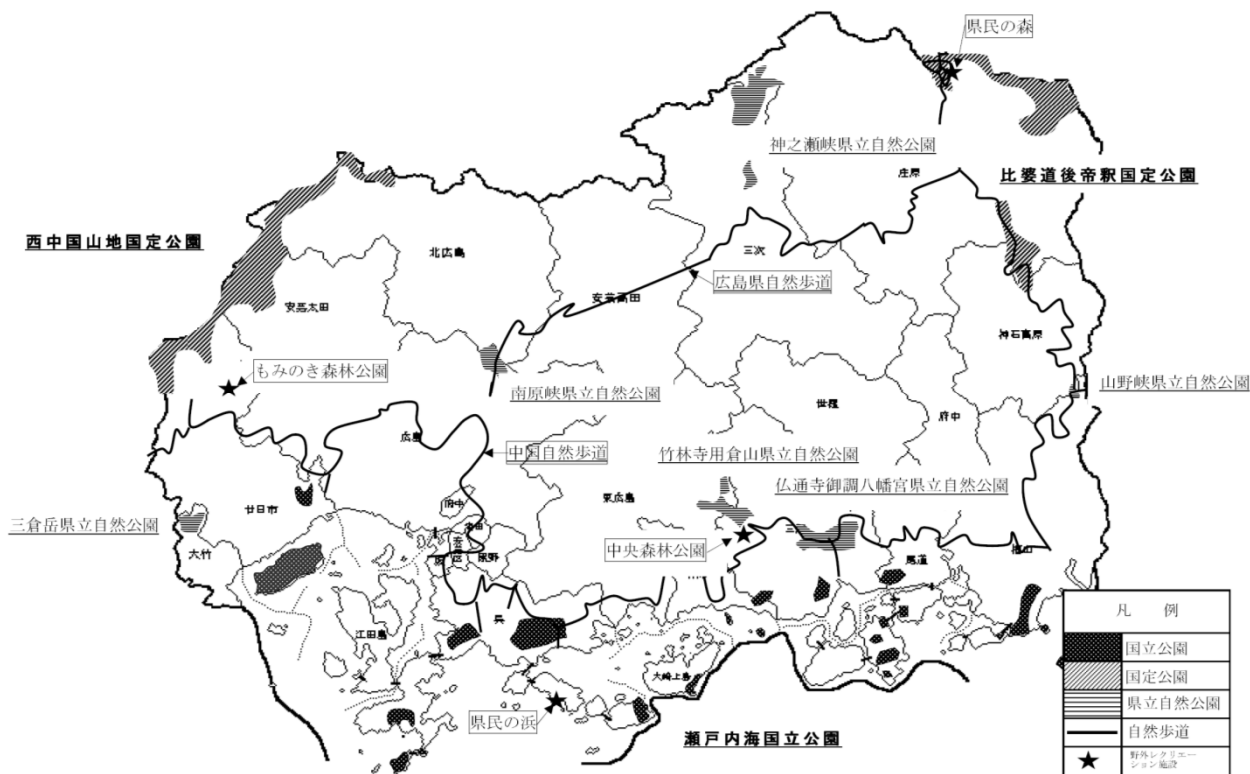 県民の森
神之瀬峡県立自然公園
庄原
比婆道後帝釈国定公園
西中国山地国定公園
北広島
三次
広島県自然歩道
安芸高田
安芸太田
神石高原
もみのき森林公園
南原峡県立自然公園
山野峡県立自然公園
世羅
府中
広島
中国自然歩道
竹林寺用倉山県立自然公園
仏通寺御調八幡宮県立自然公園
東広島
府中
廿日市
三倉岳県立自然公園
大竹
中央森林公園
三
尾道
福山
熊野
呉
江田島
大崎上島
県民の浜
瀬戸内海国立公園
凡 例
国立公園
国定公園
県立自然公園
自然歩道
野外レクリエー
ション施設